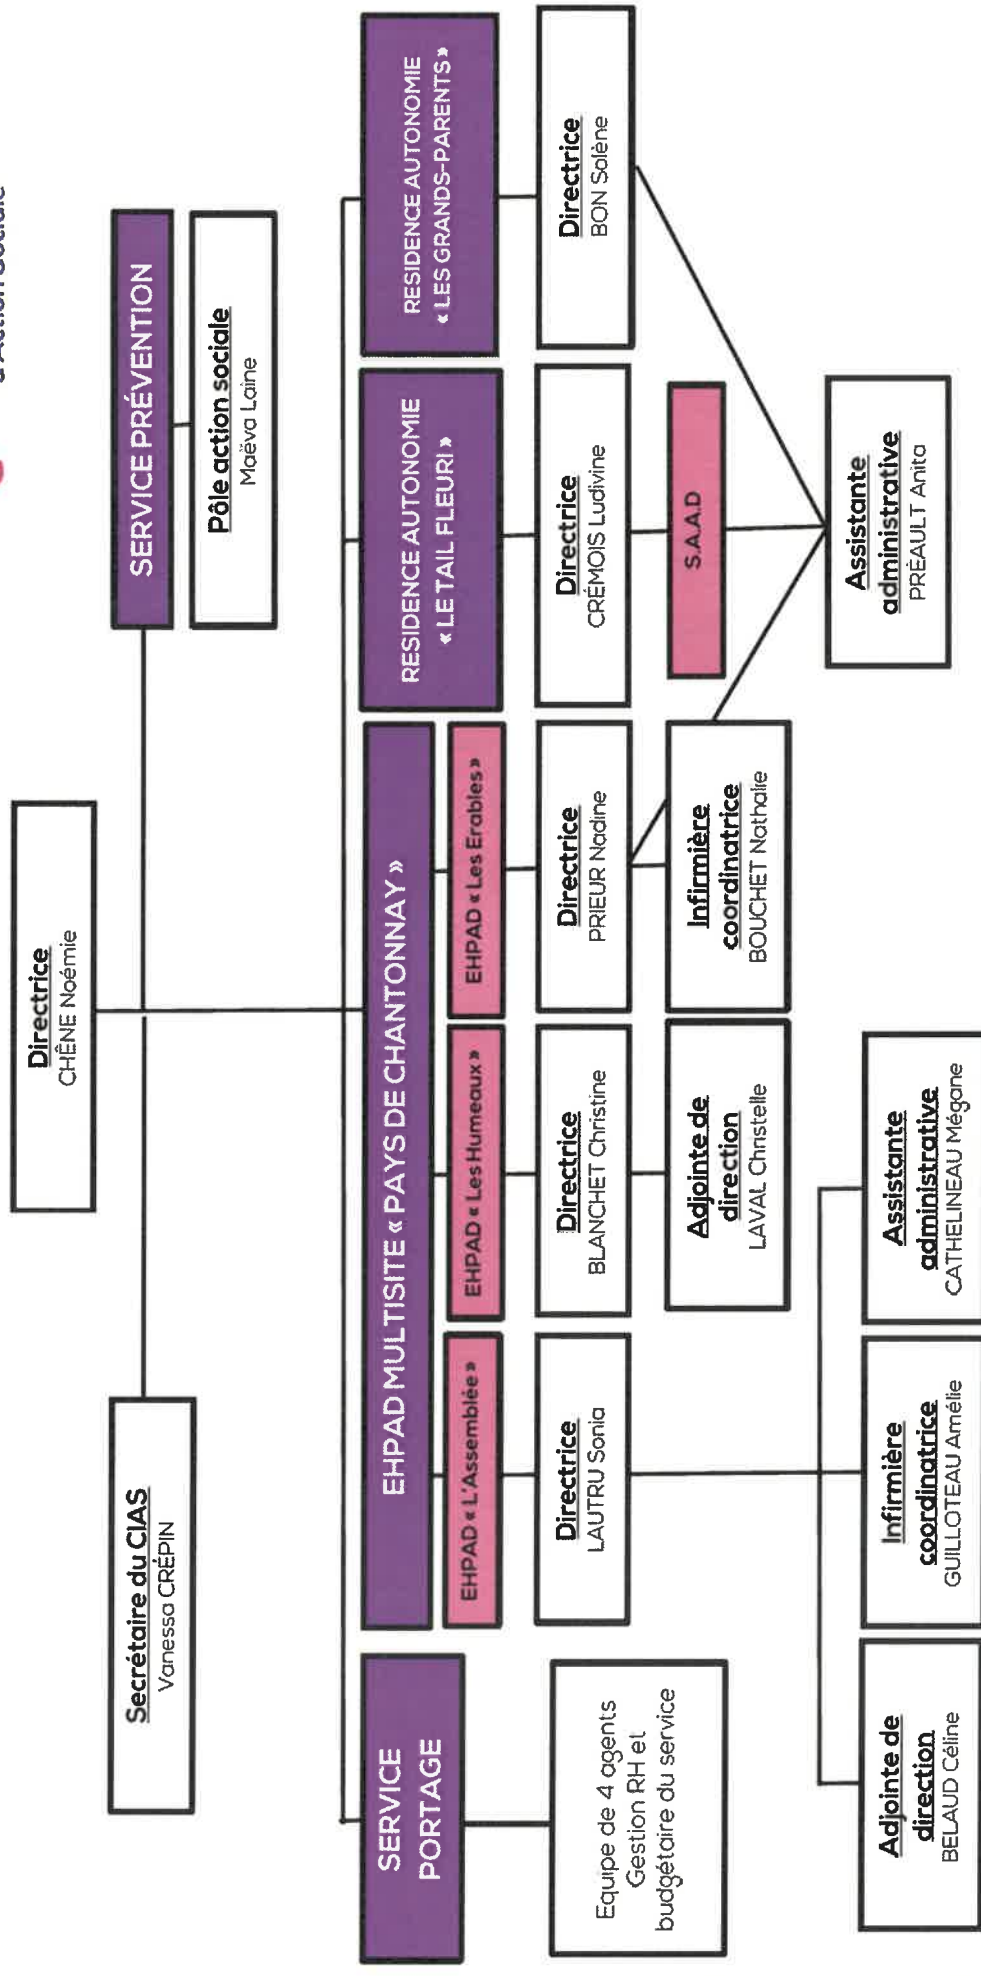 d'Action Sociale
Directrice
CHÊNE Noémie
Secrétaire du CIAS
Vanessa CRÉPIN
SERVICE PRÉVENTION
Pôle action sociale
Maëva Laine
SERVICE
PORTAGE
Equipe de 4 agents
Gestion RH et
budgétaire du service
EHPAD MULTISITE « PAYS DE CHANTONNAY »
EHPAD « L'Assemblée »
Directrice
LAUTRU Sonia
EHPAD « Les Humeaux »
Directrice
BLANCHET Christine
Adjointe de
direction
LAVAL Christelle
EHPAD « Les Erables »
Directrice
PRIEUR Nadine
Infirmière
coordinatrice
BOUCHET Nathalie
RESIDENCE AUTONOMIE
« LE TAIL FLEURI »
Directrice
CRÉMOIS Ludivine
S.A.A.D
RESIDENCE AUTONOMIE
« LES GRANDS-PARENTS »
Directrice
BON Solène
Assistante
administrative
PRÉAULT Anita
Adjointe de
direction
BELAUD Céline
Infirmière
coordinatrice
GUILLOTEAU Amélie
Assistante
administrative
CATHELINEAU Mégane